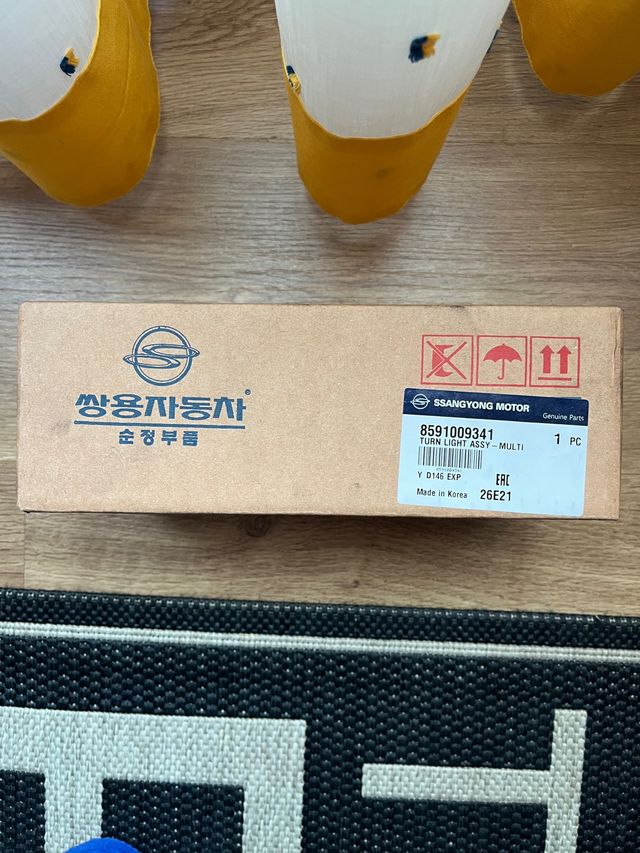 쌍용자동차®
순정부품
SSANGYONG MOTOR
Genuine Parts
8591009341 1 PC
TURN LIGHT ASSY-MULTI
8591009341
Y D146 EXP EAC
Made in Korea 26E21